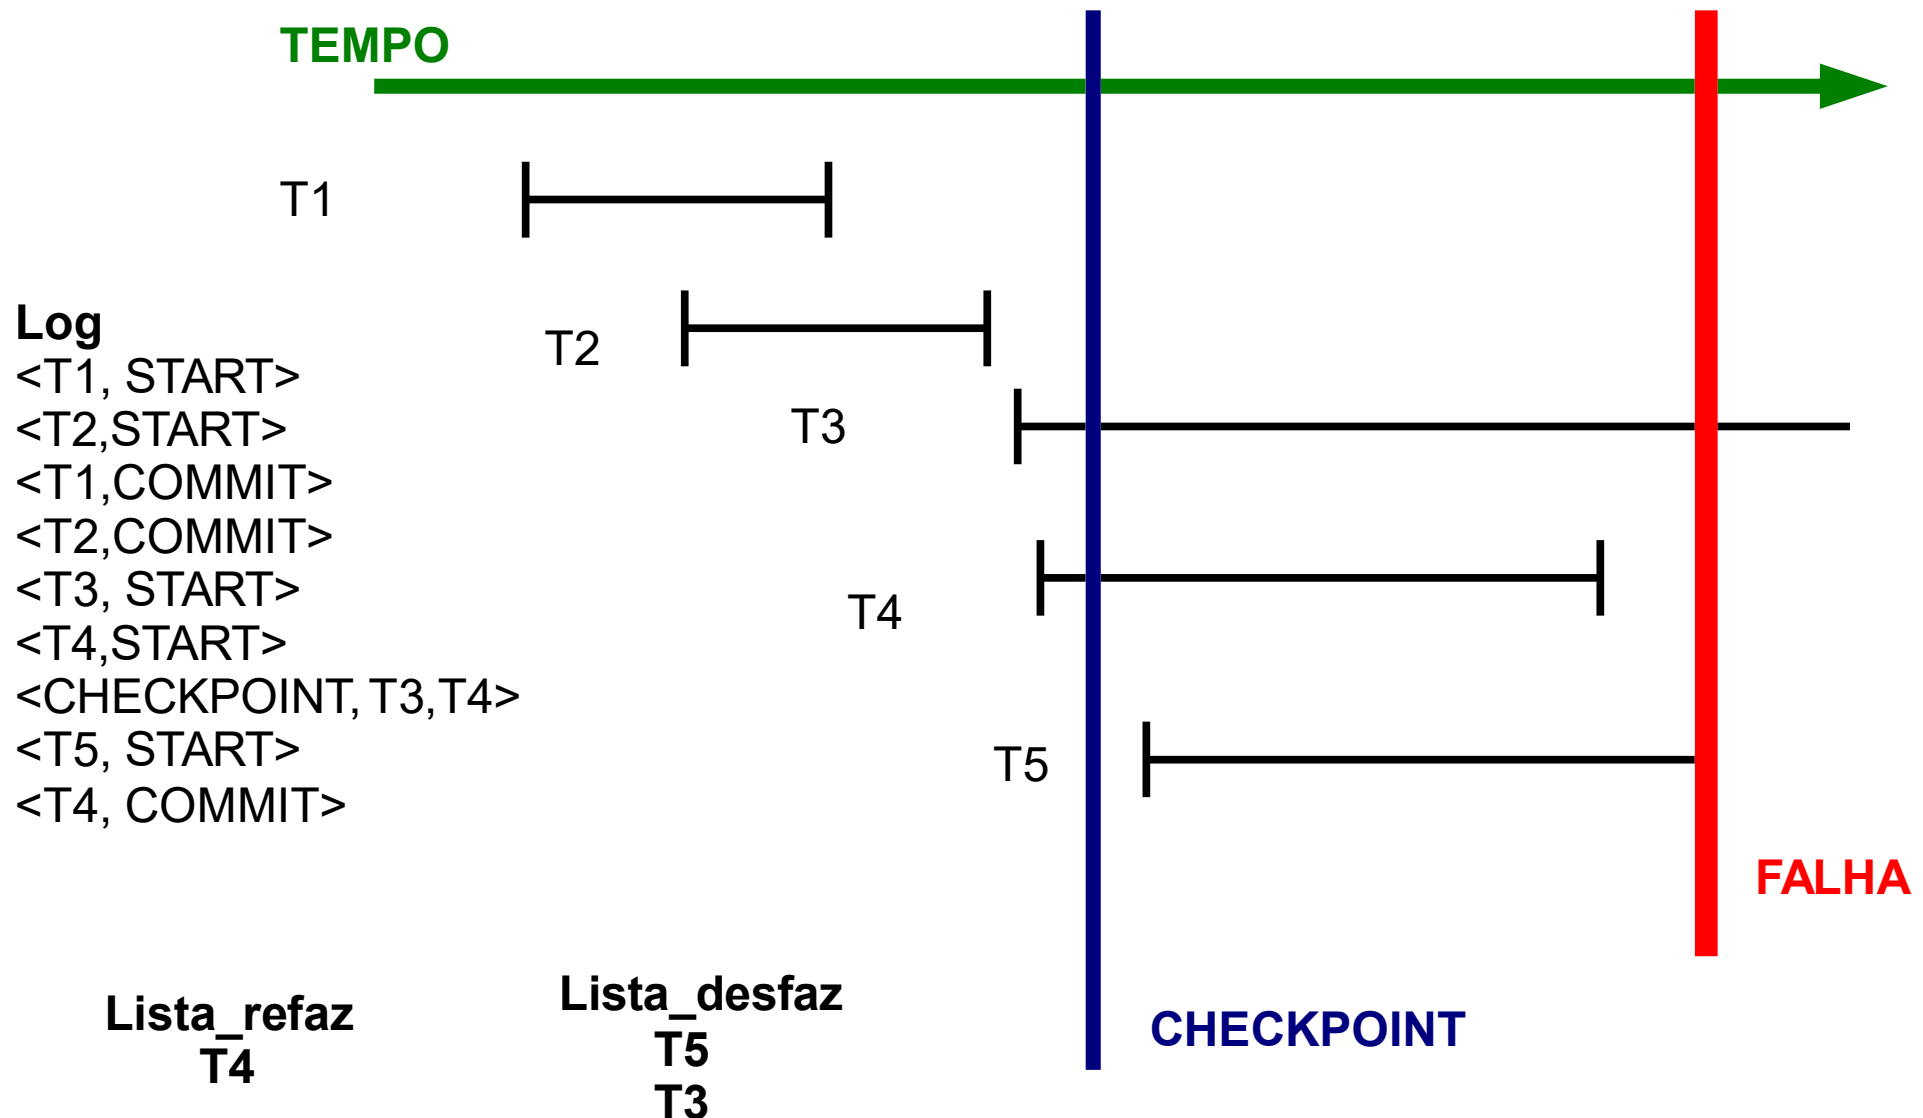 TEMPO
T1
T2
T3
T4
T5
Log
<T1, START>
<T2,START>
<T1,COMMIT>
<T2,COMMIT>
<T3, START>
<T4,START>
<CHECKPOINT, T3,T4>
<T5, START>
<T4, COMMIT>
FALHA
CHECKPOINT
Lista_refaz
T4
Lista_desfaz
T5
T3